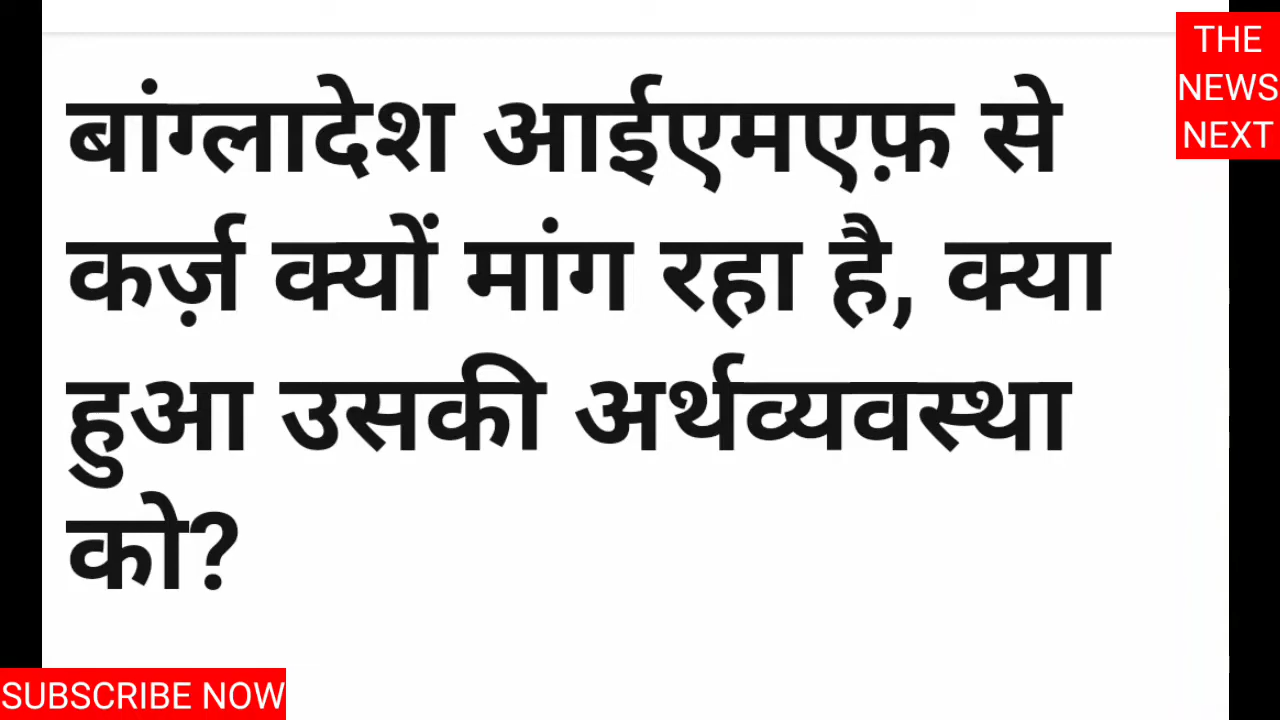 बांग्लादेश आईएमएफ़ से
कर्ज़ क्यों मांग रहा है, क्या
हुआ उसकी अर्थव्यवस्था
को?
THE
NEWS
NEXT
SUBSCRIBE NOW